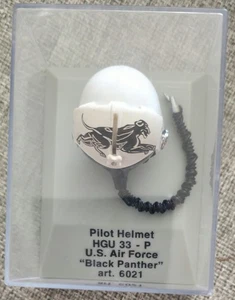 Pilot Helmet
HGU 33 - P
U.S. Air Force
"Black Panther"
art. 6021